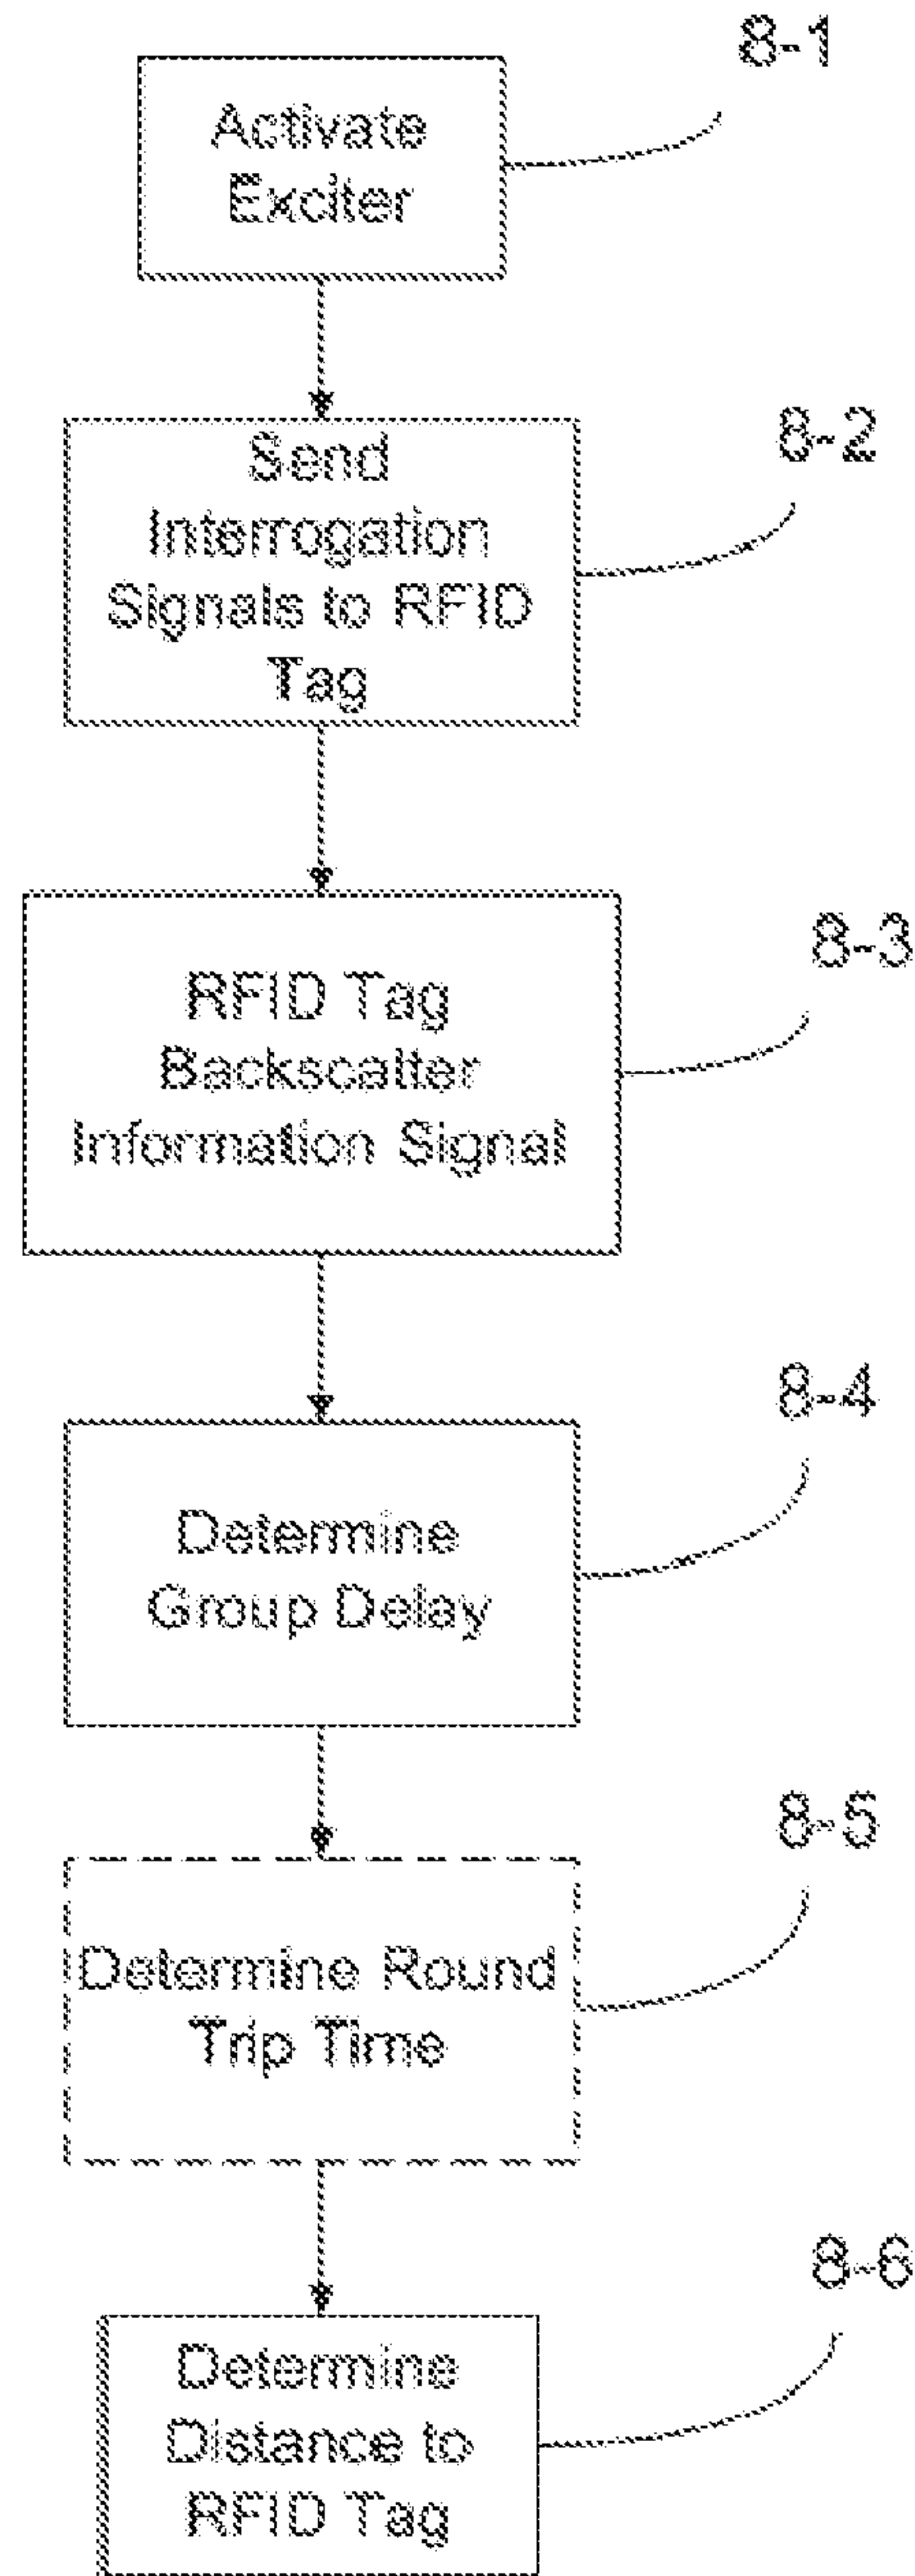 8-1
Activate
Exciter
8-2
Send
Interrogation
Signals to RFID
Tag
8-3
RFID Tag
Backscatter
Information Signal
8-4
Determine
Group Delay
8-5
Determine Round
Trip Time
8-6
Determine
Distance to
RFID Tag